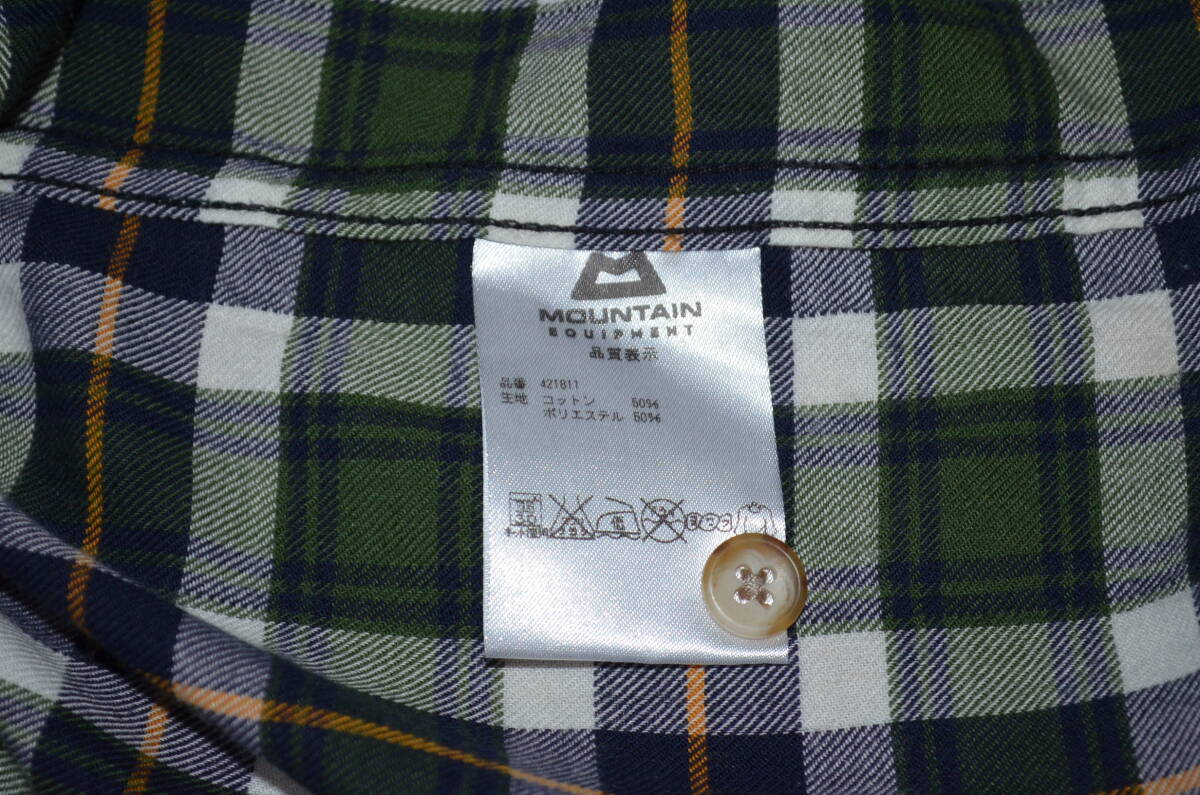 MOUNTAIN
EQUIPMENT
品質表示
品番 421811
生地 コットン 50%
ポリエステル 50%